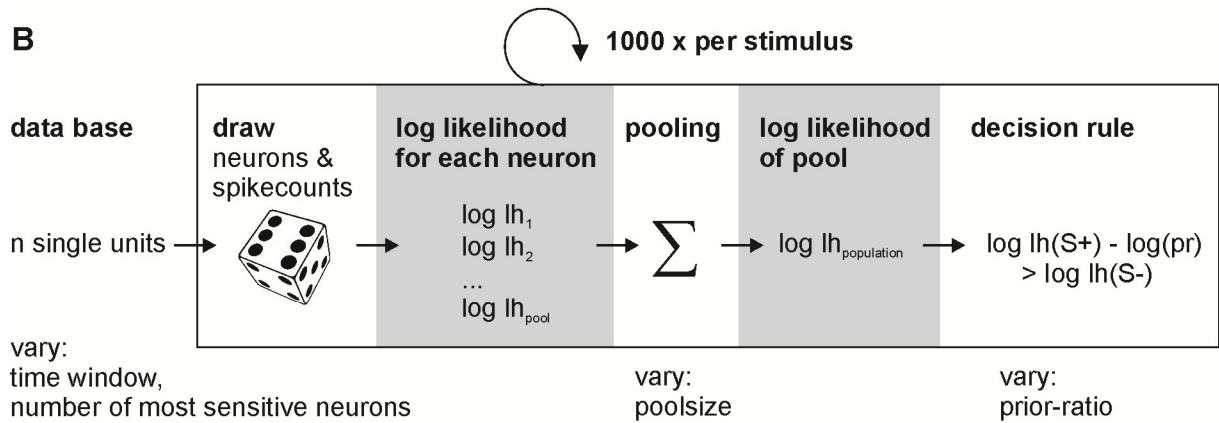 B
1000 x per stimulus
data base
n single units
vary:
time window,
number of most sensitive neurons
draw
neurons &
spikecounts
log likelihood
for each neuron
log lh₁
log lh₂
...
log lhpool
pooling
∑
vary:
poolsize
log likelihood
of pool
log lhpopulation
decision rule
log lh(S+) - log(pr)
> log lh(S-)
vary:
prior-ratio